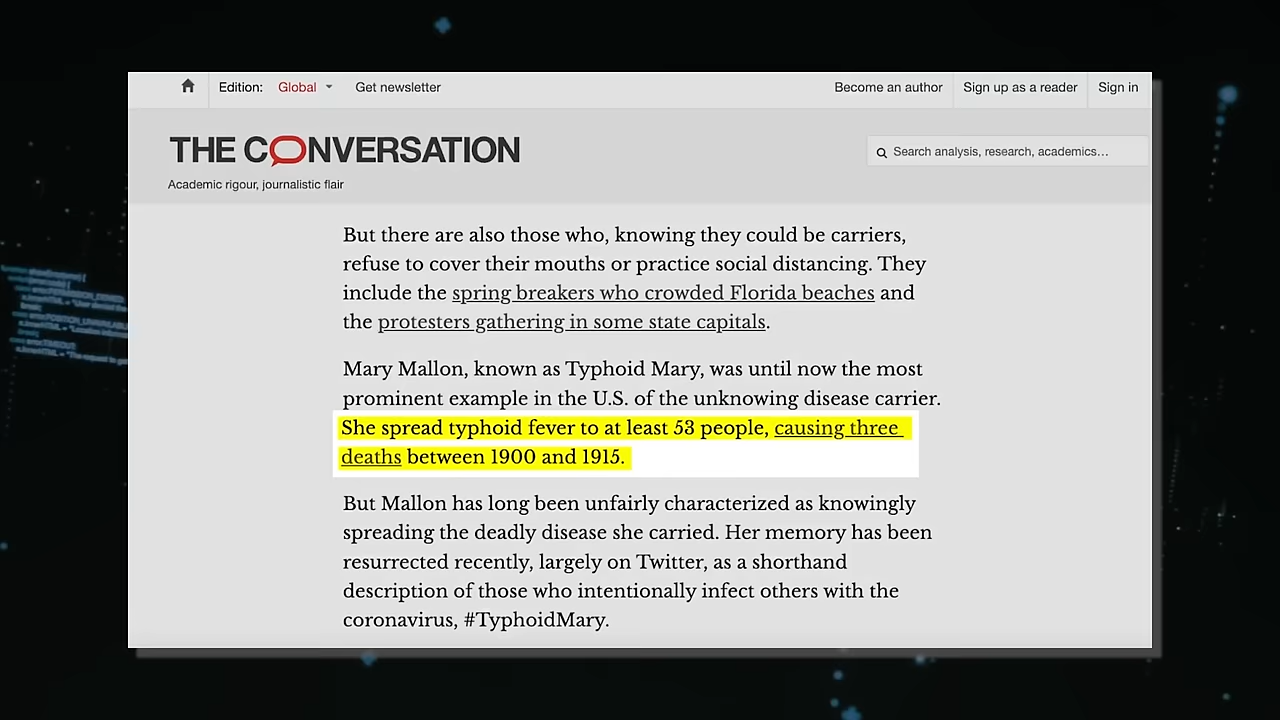 Edition: Global Get newsletter Become an author Sign up as a reader Sign in
THE CONVERSATION
Search analysis, research, academics...
Academic rigour, journalistic flair
But there are also those who, knowing they could be carriers,
refuse to cover their mouths or practice social distancing. They
include the spring breakers who crowded Florida beaches and
the protesters gathering in some state capitals.
Mary Mallon, known as Typhoid Mary, was until now the most
prominent example in the U.S. of the unknowing disease carrier.
She spread typhoid fever to at least 53 people, causing three
deaths between 1900 and 1915.
But Mallon has long been unfairly characterized as knowingly
spreading the deadly disease she carried. Her memory has been
resurrected recently, largely on Twitter, as a shorthand
description of those who intentionally infect others with the
coronavirus, #TyphoidMary.